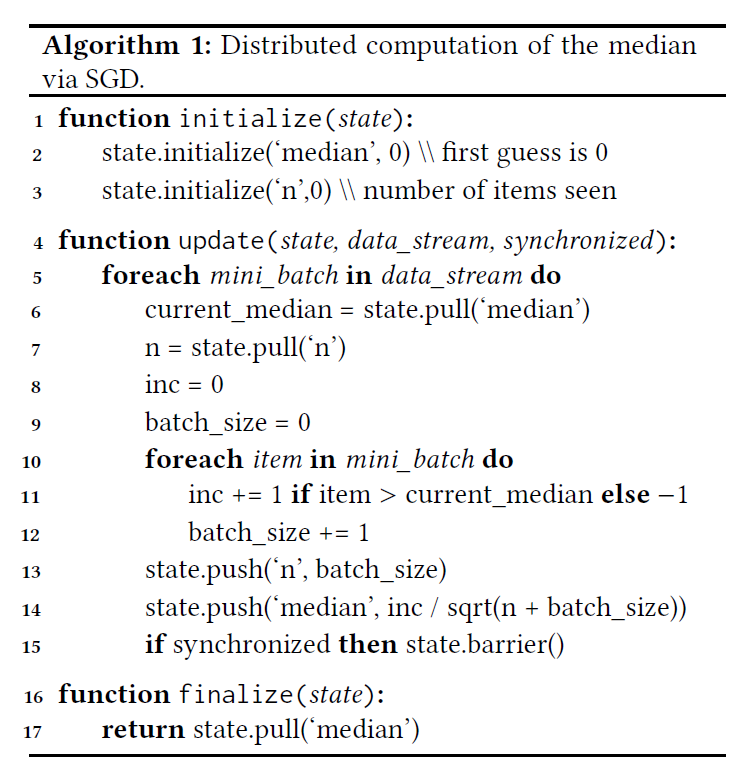 Algorithm 1: Distributed computation of the median
via SGD.
1 function initialize(state):
2 state.initialize(‘median’, 0) \\ first guess is 0
3 state.initialize(‘n’,0) \\ number of items seen
4 function update(state, data_stream, synchronized):
5 foreach mini_batch in data_stream do
6 current_median = state.pull(‘median’)
7 n = state.pull(‘n’)
8 inc = 0
9 batch_size = 0
10 foreach item in mini_batch do
11 inc += 1 if item > current_median else −1
12 batch_size += 1
13 state.push(‘n’, batch_size)
14 state.push(‘median’, inc / sqrt(n + batch_size))
15 if synchronized then state.barrier()
16 function finalize(state):
17 return state.pull(‘median’)